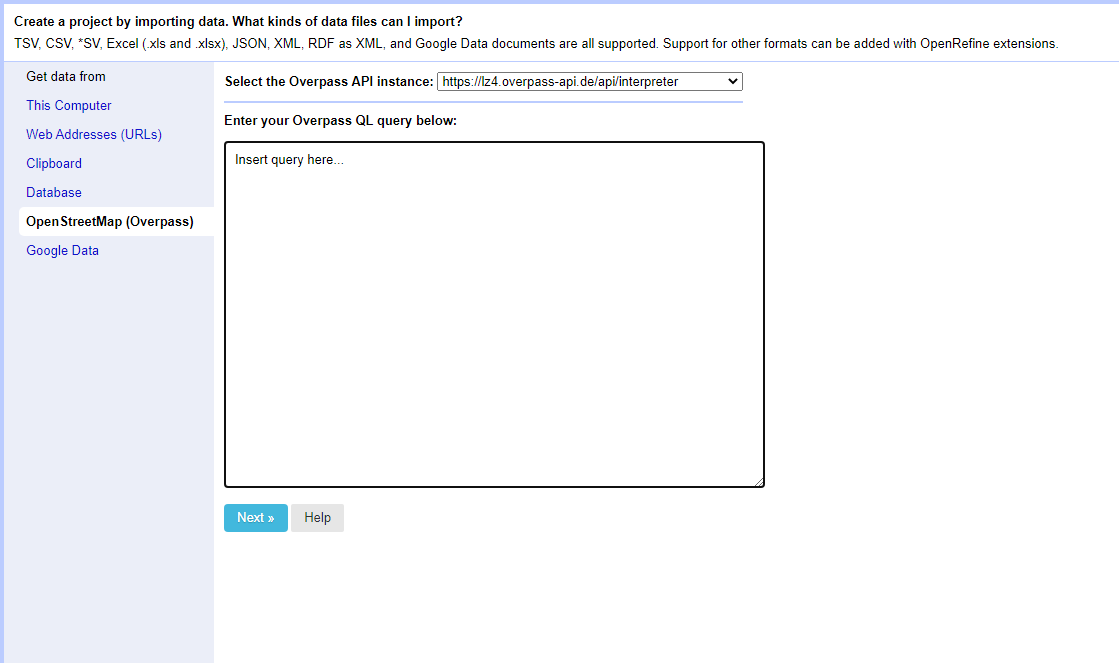 Create a project by importing data. What kinds of data files can I import?
TSV, CSV, *SV, Excel (.xls and .xlsx), JSON, XML, RDF as XML, and Google Data documents are all supported. Support for other formats can be added with OpenRefine extensions.
Get data from
This Computer
Web Addresses (URLs)
Clipboard
Database
OpenStreetMap (Overpass)
Google Data
Select the Overpass API instance: https://lz4.overpass-api.de/api/interpreter
Enter your Overpass QL query below:
Insert query here...
Next » Help